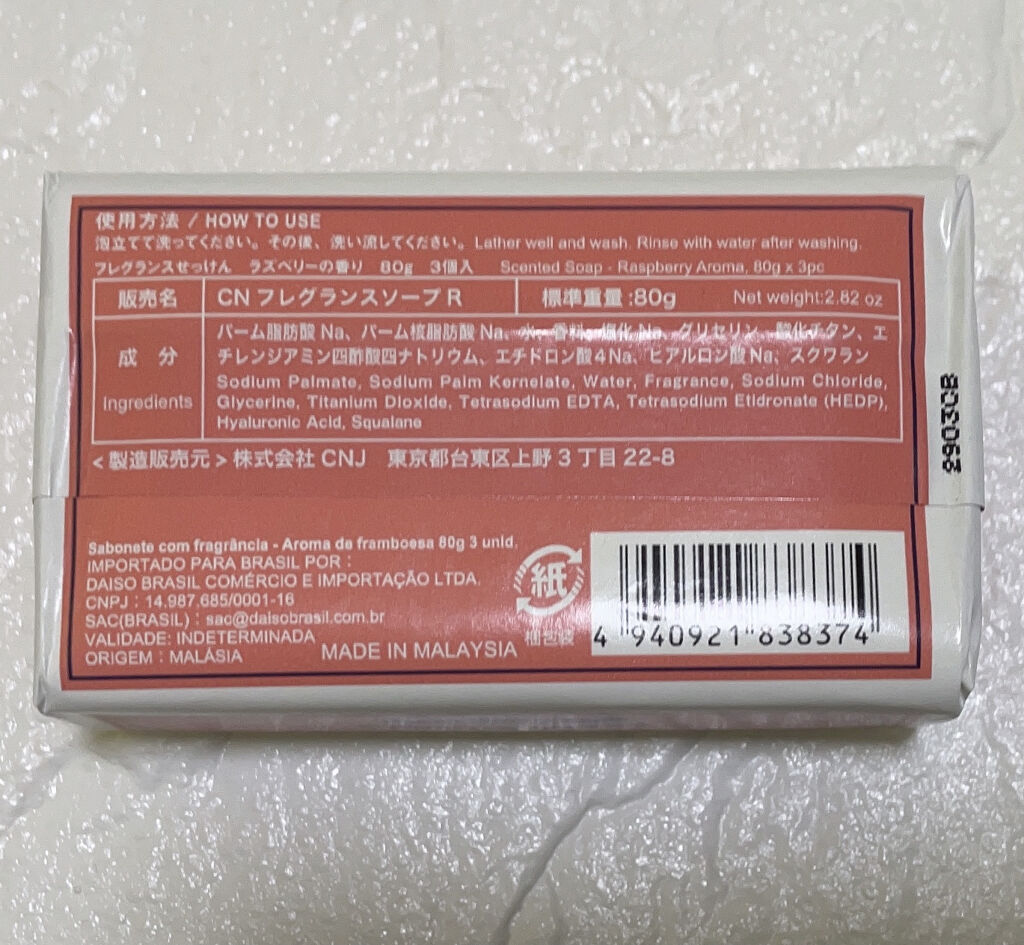 使用方法 / HOW TO USE
泡立てて洗ってください。その後、洗い流してください。 Lather well and wash. Rinse with water after washing.
フレグランスせっけん ラズベリーの香り 80g 3個入 Scented Soap - Raspberry Aroma, 80g x 3pc
販売名 CN フレグランスソープ R 標準重量 :80g Net weight:2.82 oz
成 分 パーム脂肪酸 Na、パーム核脂肪酸 Na、水、香料、塩化 Na、グリセリン、酸化チタン、エ
チレンジアミン四酢酸四ナトリウム、エチドロン酸4Na、ヒアルロン酸 Na、スクワラン
Ingredients Sodium Palmate, Sodium Palm Kernelate, Water, Fragrance, Sodium Chloride,
Glycerine, Titanium Dioxide, Tetrasodium EDTA, Tetrasodium Etidronate (HEDP),
Hyaluronic Acid, Squalane
<製造販売元> 株式会社 CNJ 東京都台東区上野 3 丁目 22-8
2903CB
Sabonete com fragrância - Aroma de framboesa 80g 3 unid.
IMPORTADO PARA BRASIL POR :
DAISO BRASIL COMÉRCIO E IMPORTAÇÃO LTDA.
CNPJ : 14.987.685/0001-16
SAC(BRASIL) : sac@daisobrasil.com.br
VALIDADE: INDETERMINADA
ORIGEM : MALÁSIA
MADE IN MALAYSIA
紙
個包装
4 940921 838374